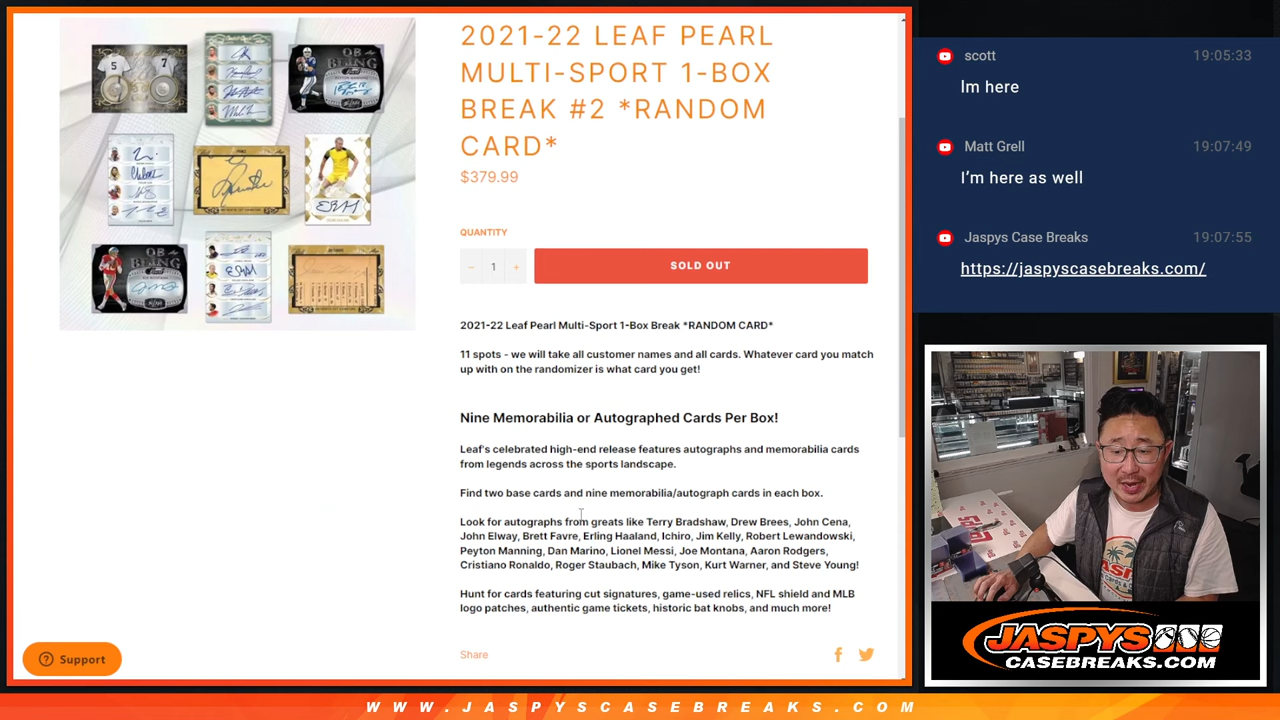 2021-22 LEAF PEARL
MULTI-SPORT 1-BOX
BREAK #2 *RANDOM
CARD*
$379.99
QUANTITY
− 1 +
SOLD OUT
2021-22 Leaf Pearl Multi-Sport 1-Box Break *RANDOM CARD*
11 spots - we will take all customer names and all cards. Whatever card you match
up with on the randomizer is what card you get!
Nine Memorabilia or Autographed Cards Per Box!
Leaf's celebrated high-end release features autographs and memorabilia cards
from legends across the sports landscape.
Find two base cards and nine memorabilia/autograph cards in each box.
Look for autographs from greats like Terry Bradshaw, Drew Brees, John Cena,
John Elway, Brett Favre, Erling Haaland, Ichiro, Jim Kelly, Robert Lewandowski,
Peyton Manning, Dan Marino, Lionel Messi, Joe Montana, Aaron Rodgers,
Cristiano Ronaldo, Roger Staubach, Mike Tyson, Kurt Warner, and Steve Young!
Hunt for cards featuring cut signatures, game-used relics, NFL shield and MLB
logo patches, authentic game tickets, historic bat knobs, and much more!
Share
Support
5
7
QB
BLING
QB
BLING
scott 19:05:33
Im here
Matt Grell 19:07:49
I'm here as well
Jaspys Case Breaks 19:07:55
https://jaspyscasebreaks.com/
JASPYS
CASEBREAKS.COM
WWW.JASPYSCASEBREAKS.COM